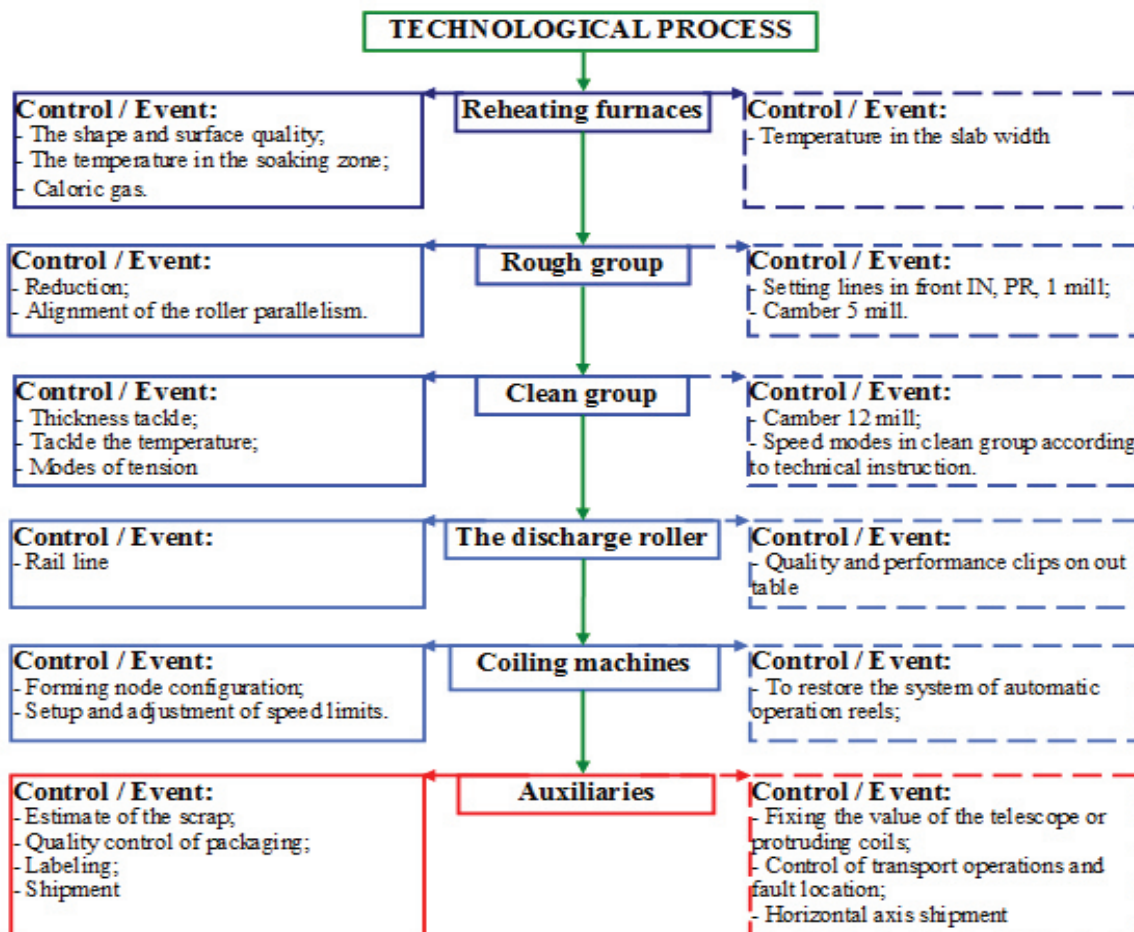 TECHNOLOGICAL PROCESS
Control / Event:
- The shape and surface quality;
- The temperature in the soaking zone;
- Caloric gas.
Reheating furnaces
Control / Event:
- Temperature in the slab width
Control / Event:
- Reduction;
- Alignment of the roller parallelism.
Rough group
Control / Event:
- Setting lines in front IN, PR, 1 mill;
- Camber 5 mill.
Control / Event:
- Thickness tackle;
- Tackle the temperature;
- Modes of tension
Clean group
Control / Event:
- Camber 12 mill;
- Speed modes in clean group according
to technical instruction.
Control / Event:
- Rail line
The discharge roller
Control / Event:
- Quality and performance clips on out
table
Control / Event:
- Forming node configuration;
- Setup and adjustment of speed limits.
Coiling machines
Control / Event:
- To restore the system of automatic
operation reels;
Control / Event:
- Estimate of the scrap;
- Quality control of packaging;
- Labeling;
- Shipment
Auxiliaries
Control / Event:
- Fixing the value of the telescope or
protruding coils;
- Control of transport operations and
fault location;
- Horizontal axis shipment